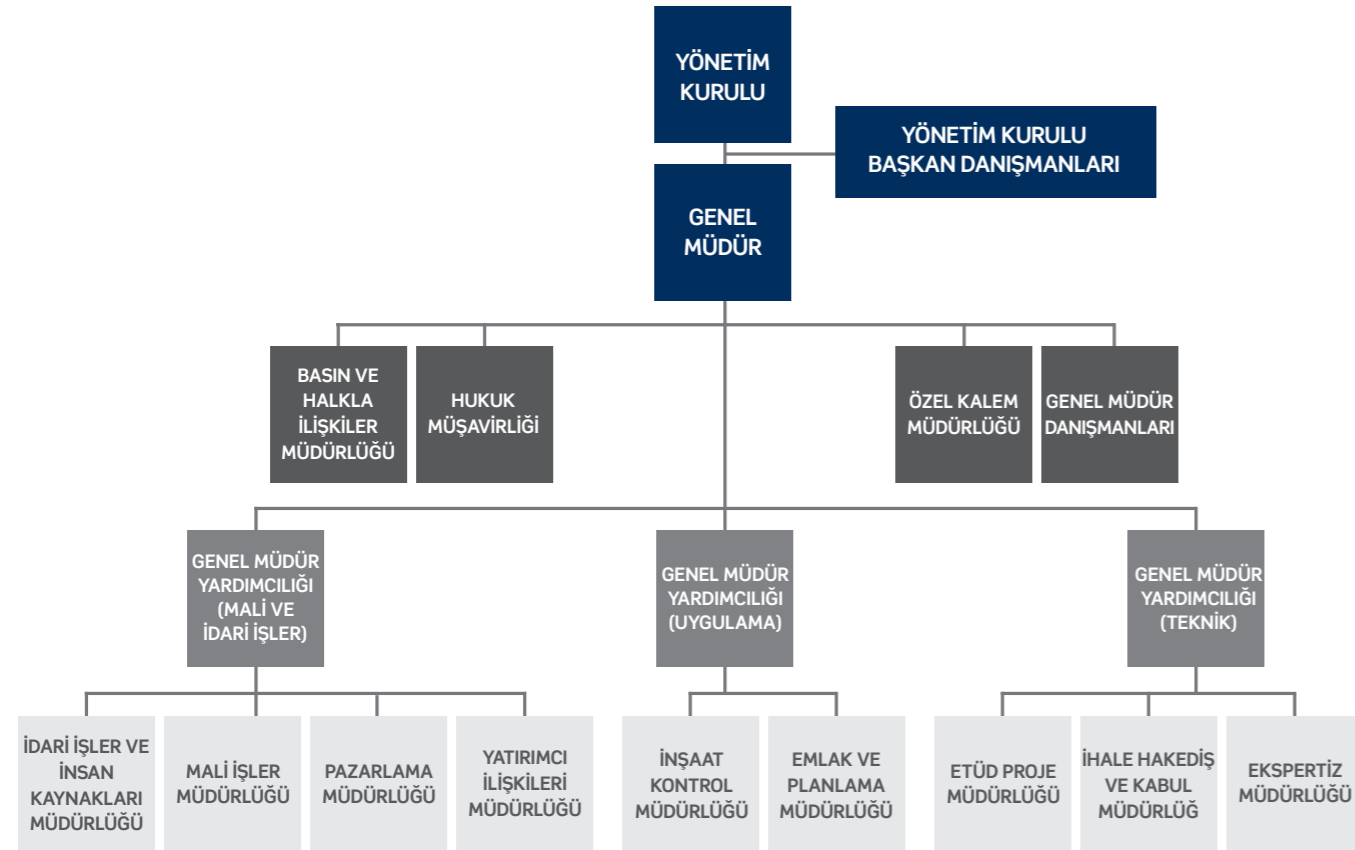 YÖNETİM
KURULU
YÖNETİM KURULU
BAŞKAN DANIŞMANLARI
GENEL
MÜDÜR
BASIN VE
HALKLA
İLİŞKİLER
MÜDÜRLÜĞÜ
HUKUK
MÜŞAVİRLİĞİ
ÖZEL KALEM
MÜDÜRLÜĞÜ
GENEL MÜDÜR
DANIŞMANLARI
GENEL MÜDÜR
YARDIMCILIĞI
(MALİ VE
İDARİ İŞLER)
GENEL MÜDÜR
YARDIMCILIĞI
(UYGULAMA)
GENEL MÜDÜR
YARDIMCILIĞI
(TEKNİK)
İDARİ İŞLER VE
İNSAN
KAYNAKLARI
MÜDÜRLÜĞÜ
MALİ İŞLER
MÜDÜRLÜĞÜ
PAZARLAMA
MÜDÜRLÜĞÜ
YATIRIMCI
İLİŞKİLERİ
MÜDÜRLÜĞÜ
İNŞAAT
KONTROL
MÜDÜRLÜĞÜ
EMLAK VE
PLANLAMA
MÜDÜRLÜĞÜ
ETÜD PROJE
MÜDÜRLÜĞÜ
İHALE HAKEDİŞ
VE KABUL
MÜDÜRLÜĞ
EKSPERTİZ
MÜDÜRLÜĞÜ